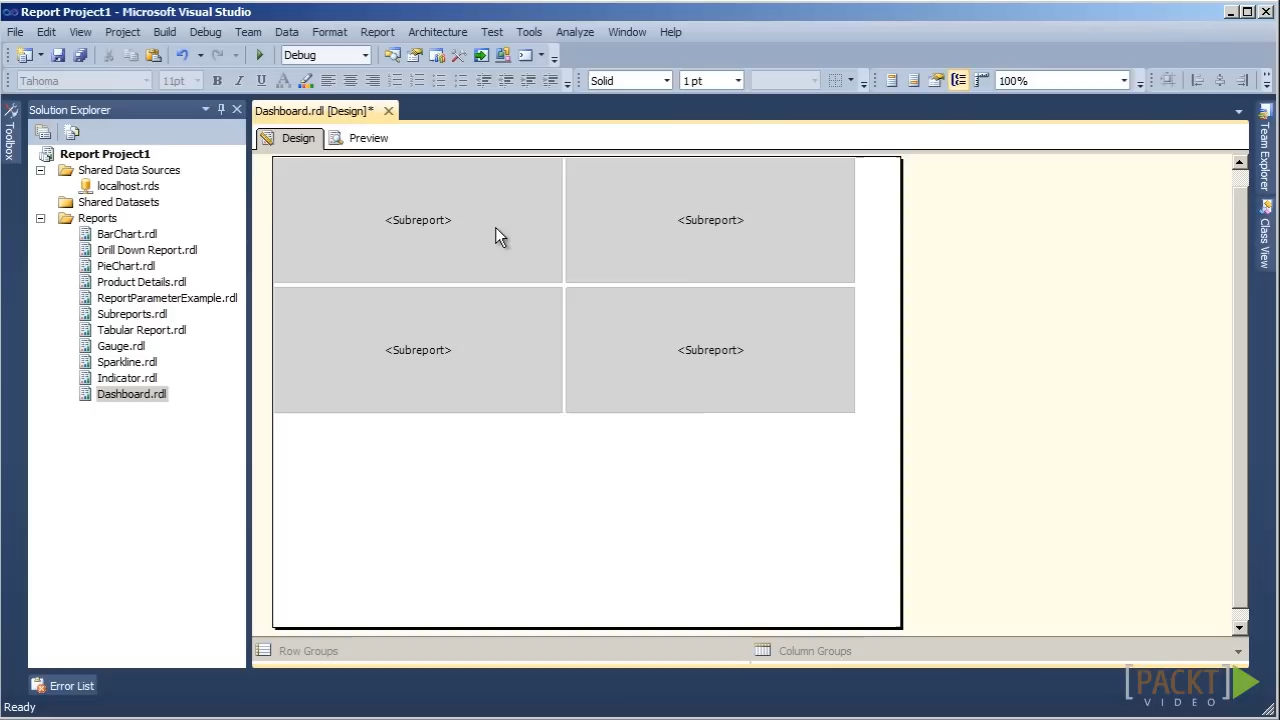 Report Project1 - Microsoft Visual Studio
File Edit View Project Build Debug Team Data Format Report Architecture Test Tools Analyze Window Help
Debug
Tahoma 11pt B I U A Solid 1 pt 100%
Toolbox
Solution Explorer
Report Project1
Shared Data Sources
localhost.rds
Shared Datasets
Reports
BarChart.rdl
Drill Down Report.rdl
PieChart.rdl
Product Details.rdl
ReportParameterExample.rdl
Subreports.rdl
Tabular Report.rdl
Gauge.rdl
Sparkline.rdl
Indicator.rdl
Dashboard.rdl
Dashboard.rdl [Design]*
Design Preview
<Subreport> <Subreport>
<Subreport> <Subreport>
Row Groups Column Groups
Team Explorer
Class View
Error List
Ready
[PACKT]
VIDEO